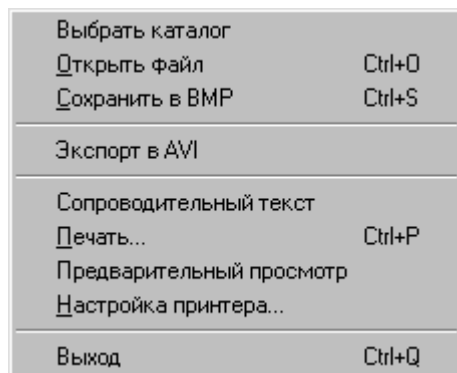 Выбрать каталог
Открыть файл Ctrl+O
Сохранить в BMP Ctrl+S
Экспорт в AVI
Сопроводительный текст
Печать... Ctrl+P
Предварительный просмотр
Настройка принтера...
Выход Ctrl+Q